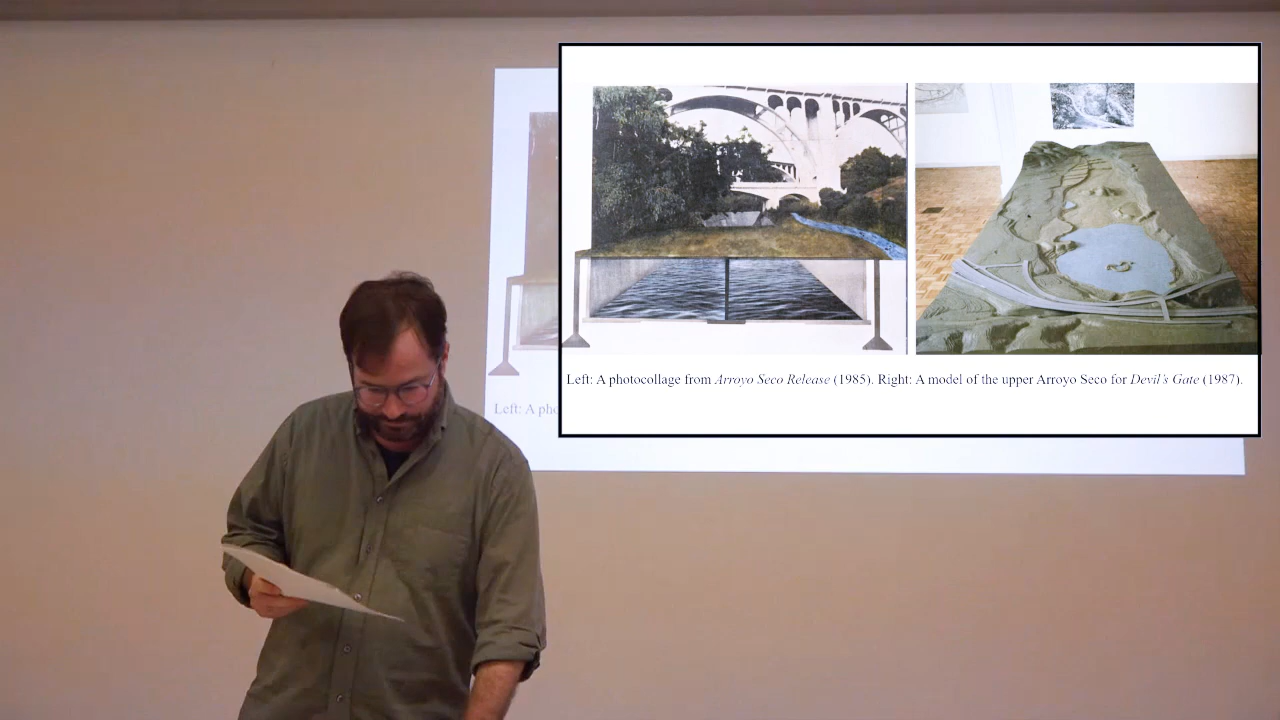 Left: A photocollage from Arroyo Seco Release (1985). Right: A model of the upper Arroyo Seco for Devil's Gate (1987).
Left: A pho